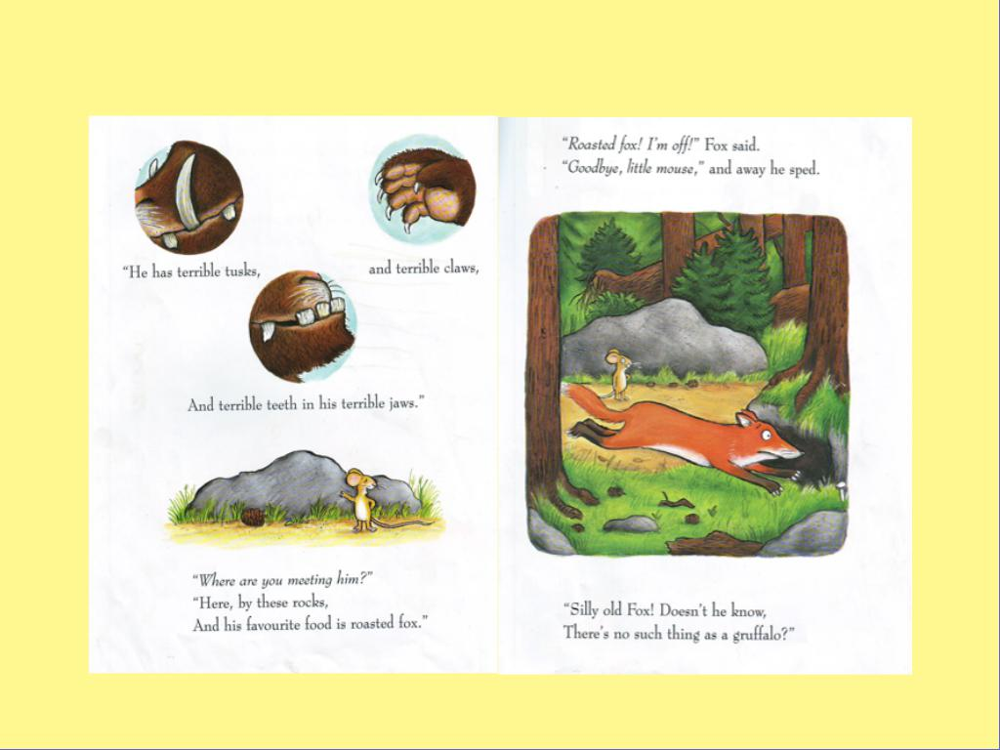 “He has terrible tusks,
and terrible claws,
And terrible teeth in his terrible jaws.”
“Where are you meeting him?”
“Here, by these rocks,
And his favourite food is roasted fox.”
“Roasted fox! I’m off!” Fox said.
“Goodbye, little mouse,” and away he sped.
“Silly old Fox! Doesn’t he know,
There’s no such thing as a gruffalo?”